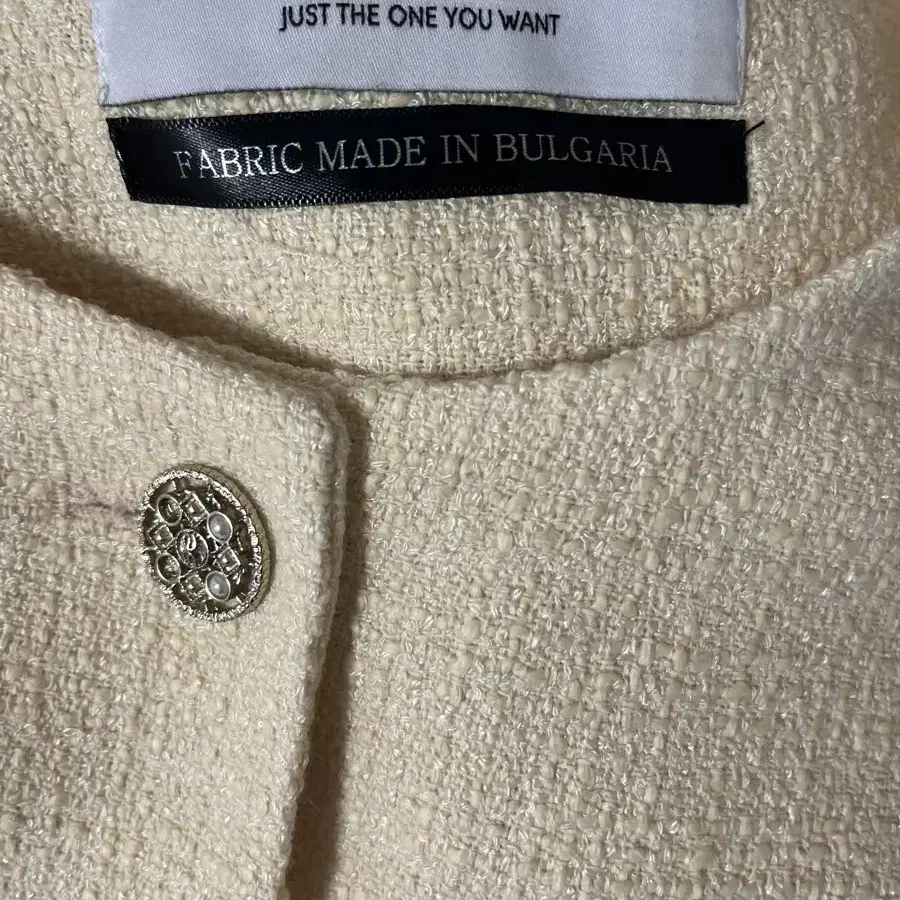 JUST THE ONE YOU WANT
FABRIC MADE IN BULGARIA